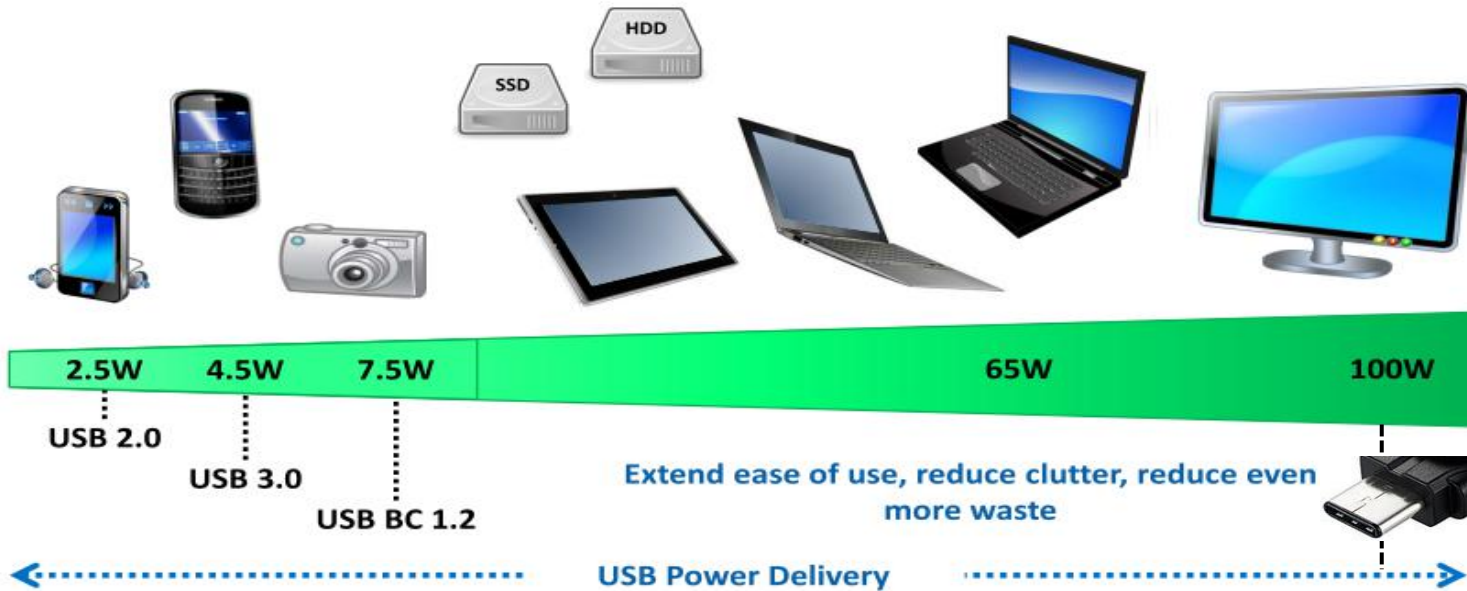 HDD
SSD
2.5W 4.5W 7.5W 65W 100W
USB 2.0
USB 3.0
USB BC 1.2
Extend ease of use, reduce clutter, reduce even
more waste
USB Power Delivery